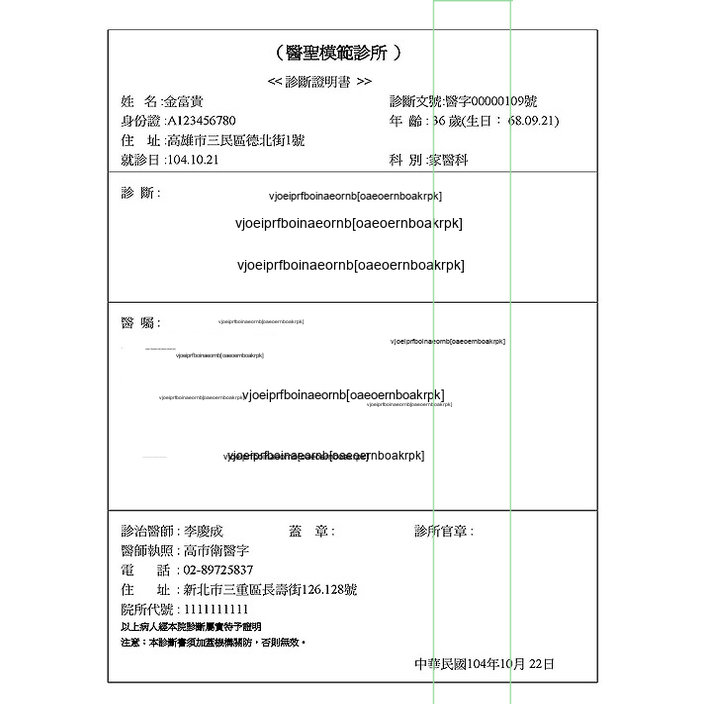 （醫聖模範診所 ）
<< 診斷證明書 >>
姓 名 :金富貴 診斷文號:醫字00000109號
身份證 :A123456780 年 齡 : 36 歲(生日： 68.09.21)
住 址 :高雄市三民區德北街1號
就診日 :104.10.21 科 別 :家醫科
診 斷 :
vjoeiprfboinaeornb[oaeoernboakrpk]
vjoeiprfboinaeornb[oaeoernboakrpk]
vjoeiprfboinaeornb[oaeoernboakrpk]
醫 囑 : vjoeiprfboinaeornb[oaeoernboakrpk]
vjoeiprfboinaeornb[oaeoernboakrpk]
vjoeiprfboinaeornb[oaeoernboakrpk]
vjoeiprfboinaeornb[oaeoernboakrpk]
vjoeiprfboinaeornb[oaeoernboakrpk]
vjoeiprfboinaeornb[oaeoernboakrpk]
vjoeiprfboinaeornb[oaeoernboakrpk]
診治醫師 : 李慶成 蓋 章 : 診所官章 :
醫師執照 : 高市衛醫字
電 話 : 02-89725837
住 址 : 新北市三重區長壽街126.128號
院所代號 : 1111111111
以上病人經本院診斷屬實特予證明
注意：本診斷書須加蓋機構關防，否則無效。
中華民國104年10月 22日